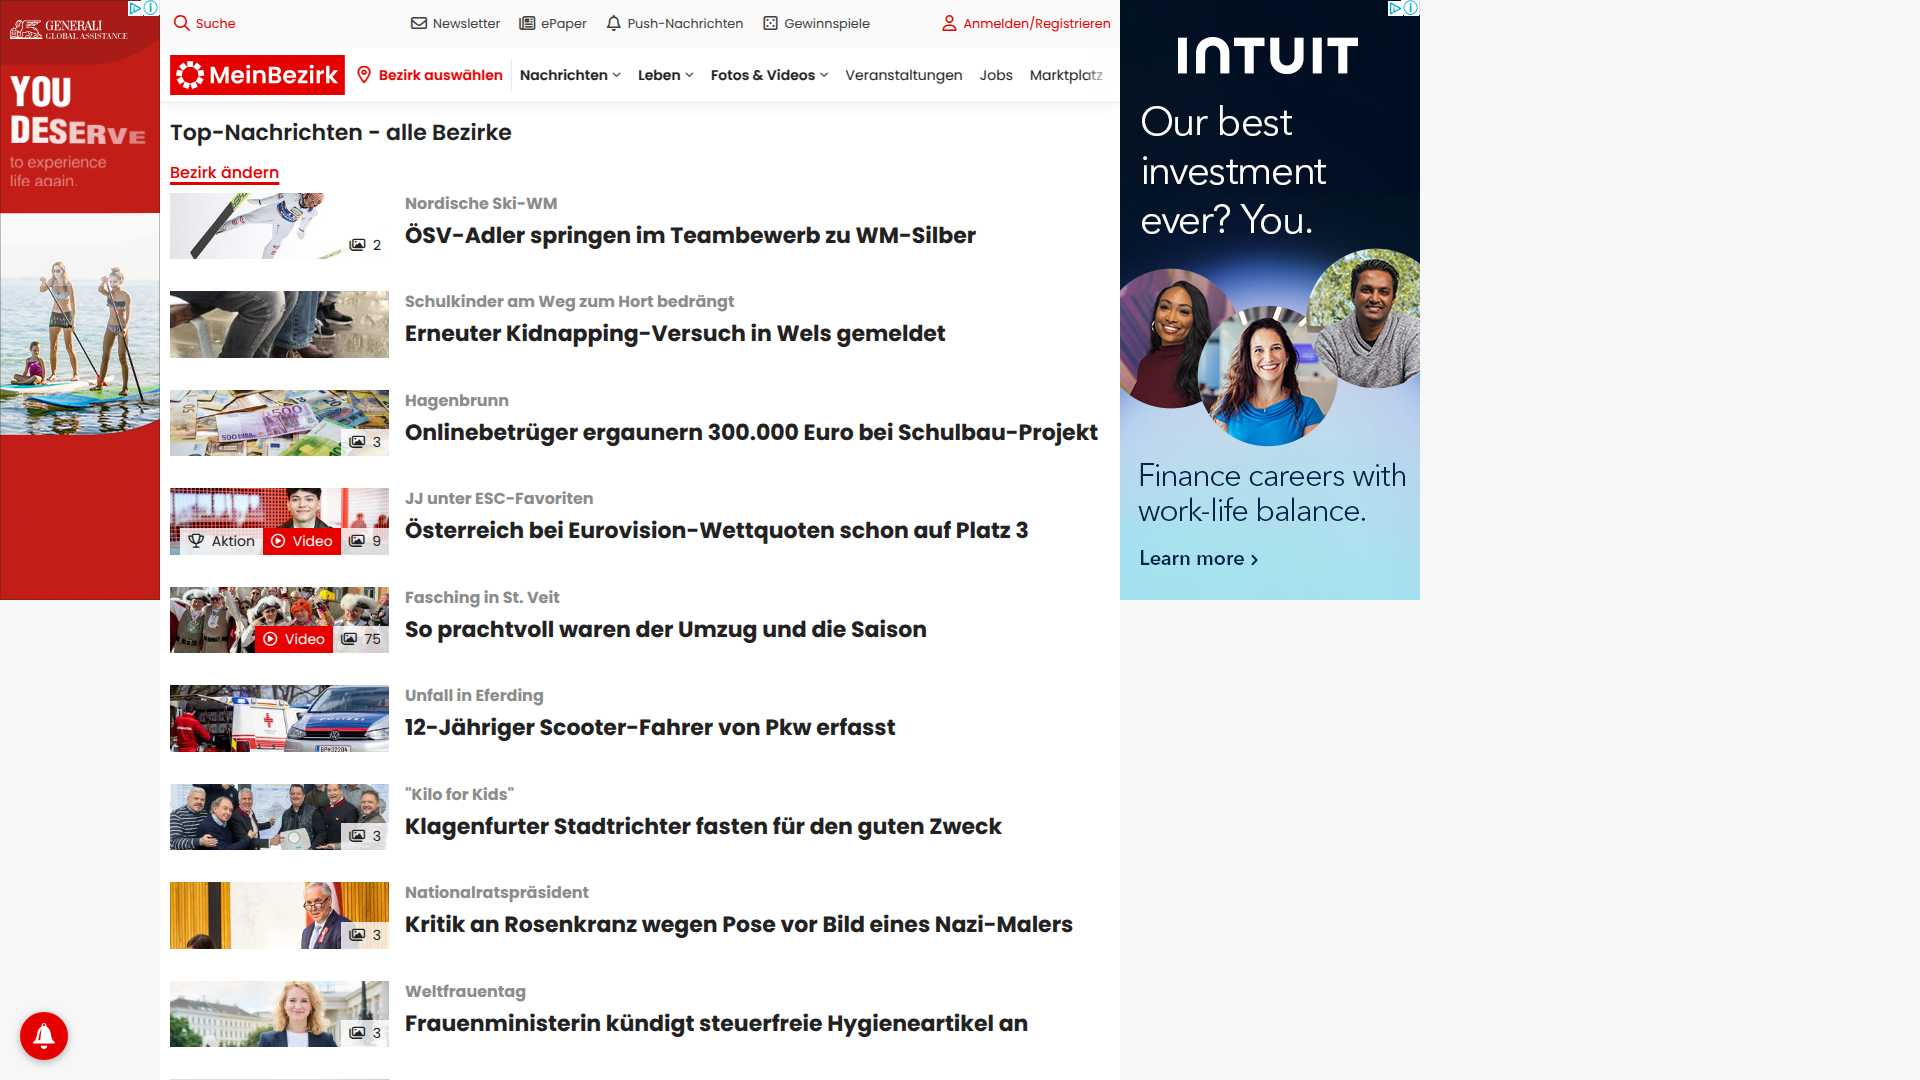 Suche
Newsletter
ePaper
Push-Nachrichten
Gewinnspiele
Anmelden/Registrieren
MeinBezirk
Bezirk auswählen
Nachrichten
Leben
Fotos & Videos
Veranstaltungen
Jobs
Marktplatz
Top-Nachrichten - alle Bezirke
Bezirk ändern
2
Nordische Ski-WM
ÖSV-Adler springen im Teambewerb zu WM-Silber
Schulkinder am Weg zum Hort bedrängt
Erneuter Kidnapping-Versuch in Wels gemeldet
3
Hagenbrunn
Onlinebetrüger ergaunern 300.000 Euro bei Schulbau-Projekt
Aktion
Video
9
JJ unter ESC-Favoriten
Österreich bei Eurovision-Wettquoten schon auf Platz 3
Video
75
Fasching in St. Veit
So prachtvoll waren der Umzug und die Saison
Unfall in Eferding
12-Jähriger Scooter-Fahrer von Pkw erfasst
3
"Kilo for Kids"
Klagenfurter Stadtrichter fasten für den guten Zweck
3
Nationalratspräsident
Kritik an Rosenkranz wegen Pose vor Bild eines Nazi-Malers
3
Weltfrauentag
Frauenministerin kündigt steuerfreie Hygieneartikel an
GENERALI
GLOBAL ASSISTANCE
YOU
DESERVE
to experience
life again.
INTUIT
Our best
investment
ever? You.
Finance careers with
work-life balance.
Learn more